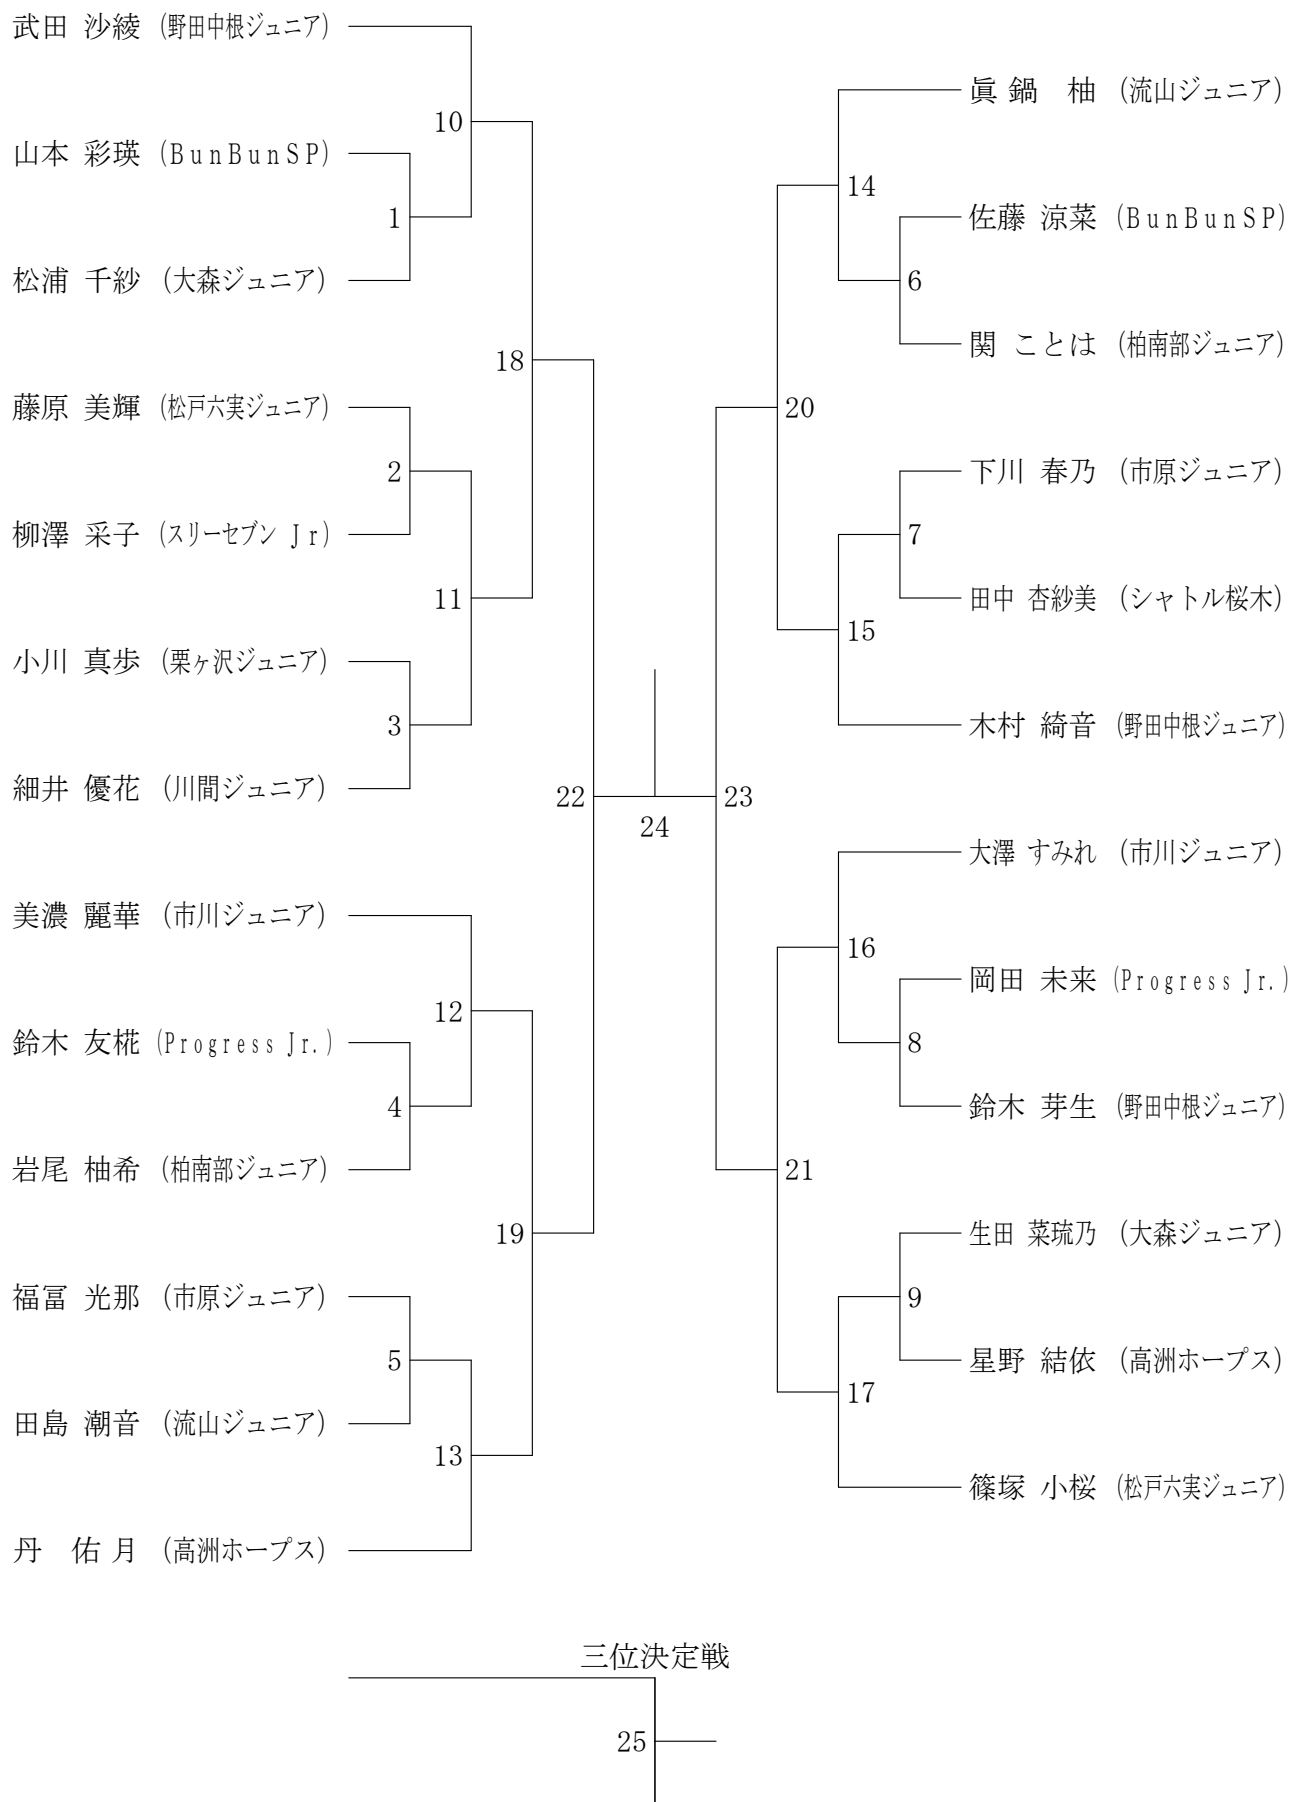 武田 沙綾 (野田中根ジュニア)
山本 彩瑛 (BunBunSP)
松浦 千紗 (大森ジュニア)
藤原 美輝 (松戸六実ジュニア)
柳澤 采子 (スリーセブン Jr)
小川 真歩 (栗ヶ沢ジュニア)
細井 優花 (川間ジュニア)
美濃 麗華 (市川ジュニア)
鈴木 友椛 (Progress Jr.)
岩尾 柚希 (柏南部ジュニア)
福冨 光那 (市原ジュニア)
田島 潮音 (流山ジュニア)
丹 佑月 (高洲ホープス)
1
2
3
4
5
10
11
12
13
18
19
22
24
23
20
21
14
15
16
17
6
7
8
9
眞鍋 柚 (流山ジュニア)
佐藤 涼菜 (BunBunSP)
関 ことは (柏南部ジュニア)
下川 春乃 (市原ジュニア)
田中 杏紗美 (シャトル桜木)
木村 綺音 (野田中根ジュニア)
大澤 すみれ (市川ジュニア)
岡田 未来 (Progress Jr.)
鈴木 芽生 (野田中根ジュニア)
生田 菜琉乃 (大森ジュニア)
星野 結依 (高洲ホープス)
篠塚 小桜 (松戸六実ジュニア)
三位決定戦
25